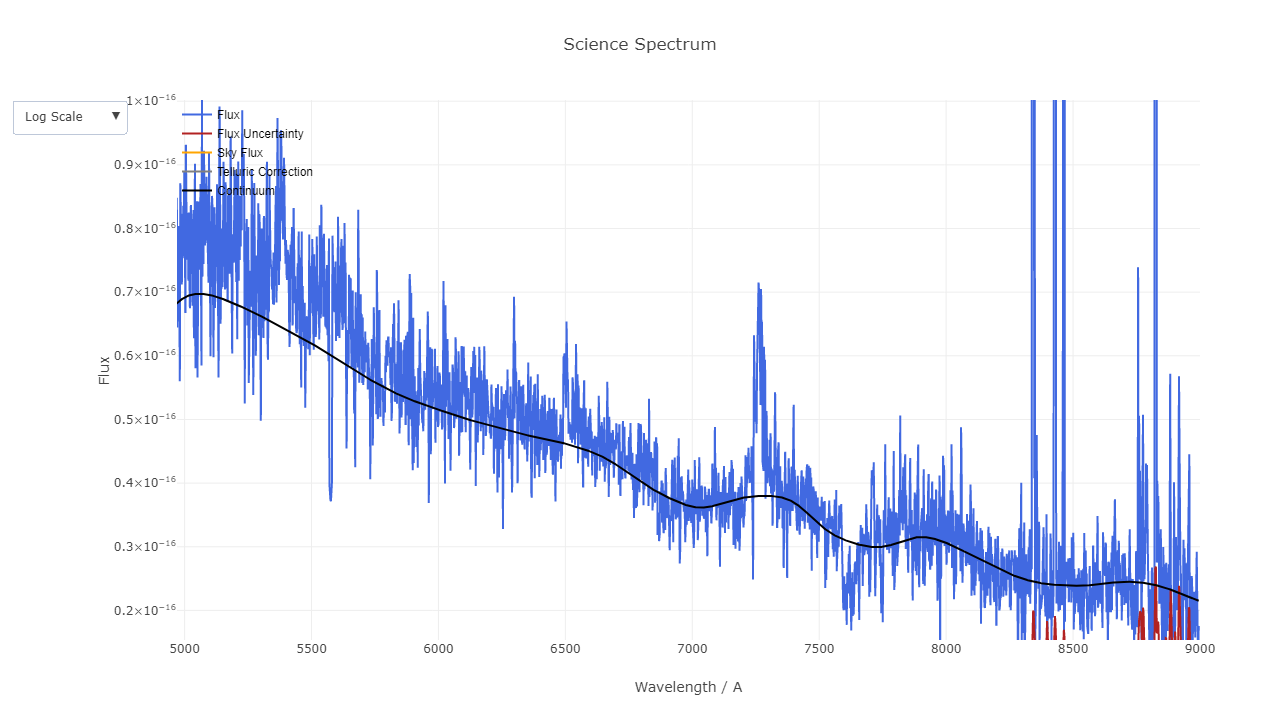 Science Spectrum
Log Scale ▼
Flux
Flux Uncertainty
Sky Flux
Telluric Correction
Continuum
1×10⁻¹⁶
0.9×10⁻¹⁶
0.8×10⁻¹⁶
0.7×10⁻¹⁶
0.6×10⁻¹⁶
0.5×10⁻¹⁶
0.4×10⁻¹⁶
0.3×10⁻¹⁶
0.2×10⁻¹⁶
Flux
5000 5500 6000 6500 7000 7500 8000 8500 9000
Wavelength / A